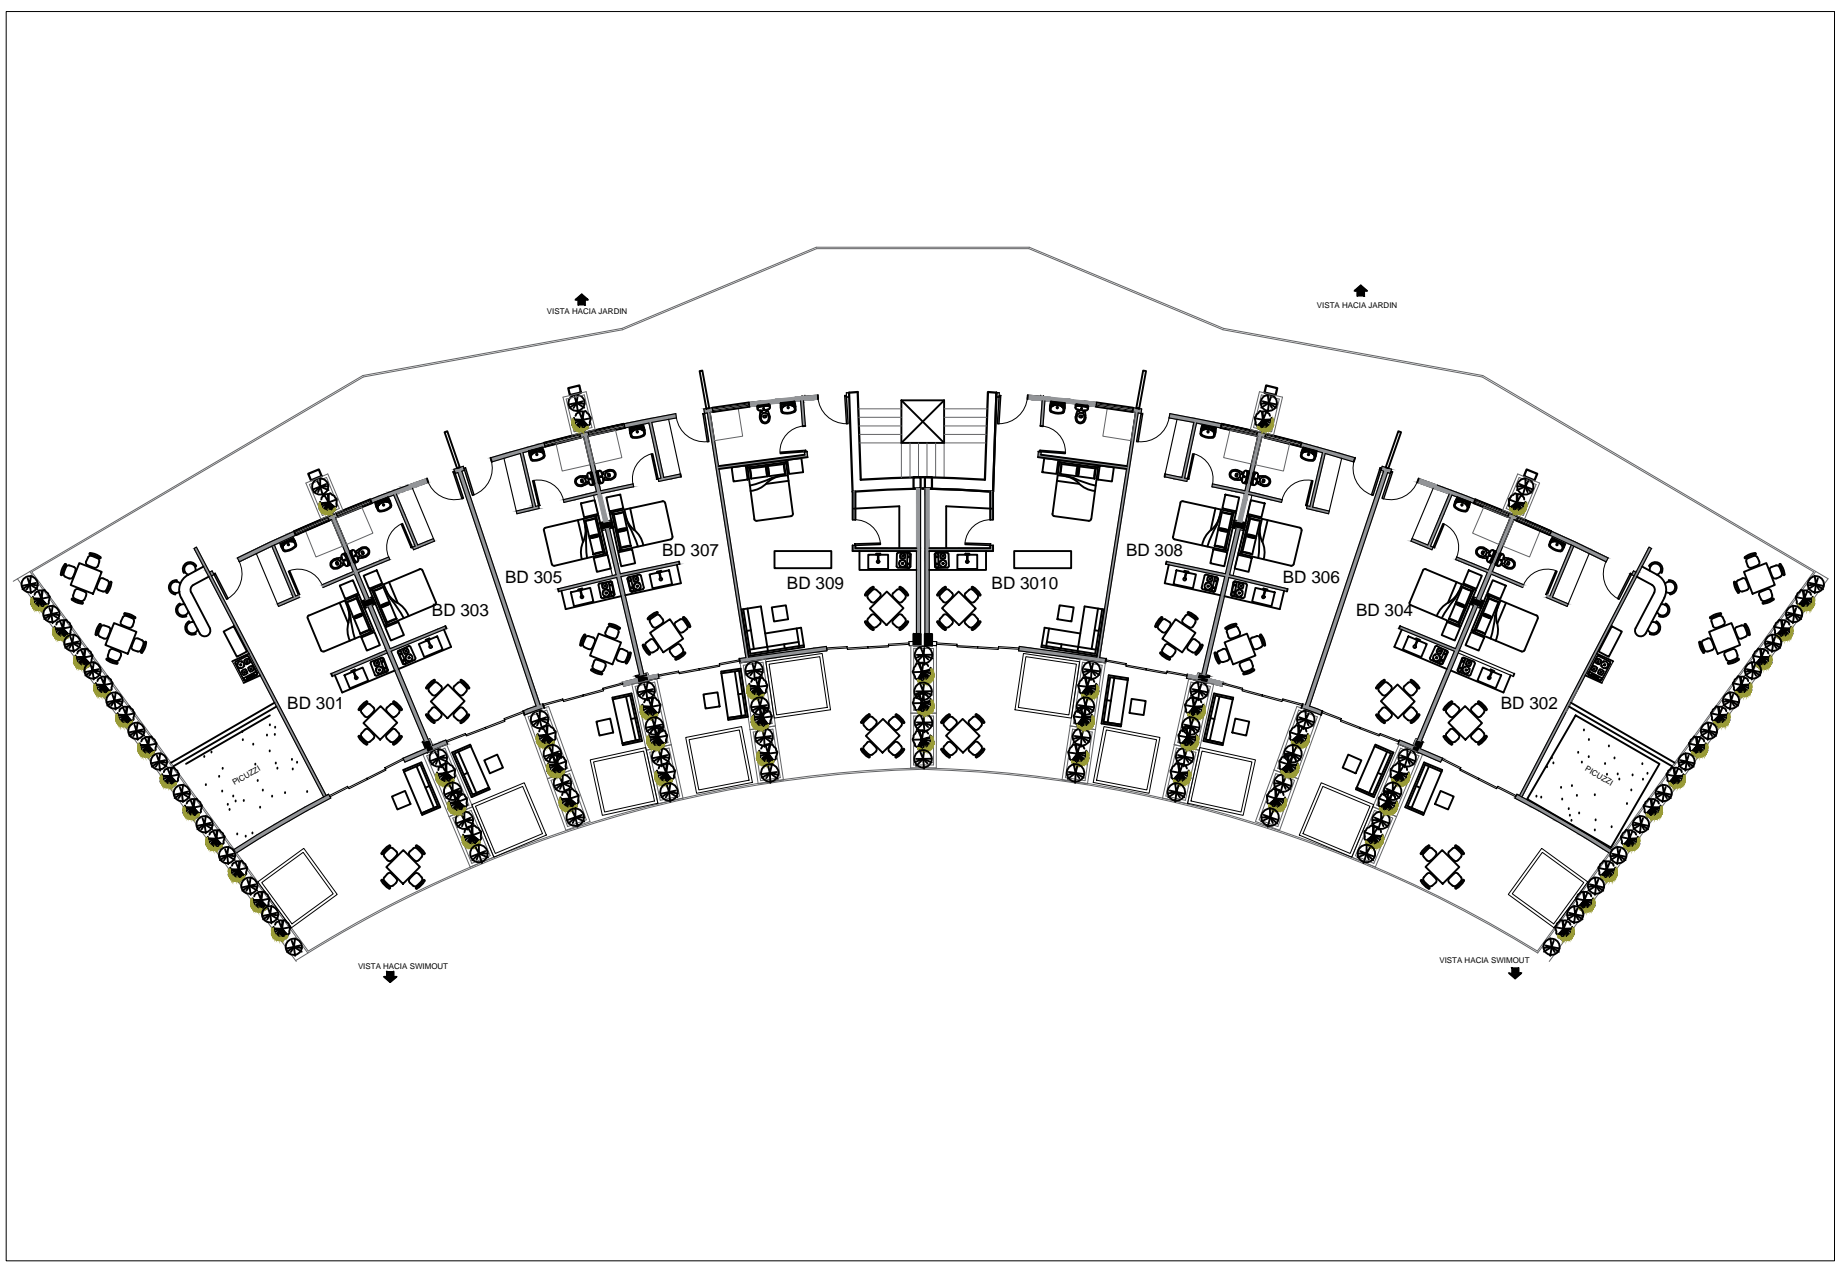 VISTA HACIA JARDIN
VISTA HACIA JARDIN
BD 307
BD 308
BD 305
BD 309
BD 3010
BD 306
BD 303
BD 304
BD 301
BD 302
PICUZZI
PICUZZI
VISTA HACIA SWIMOUT
VISTA HACIA SWIMOUT